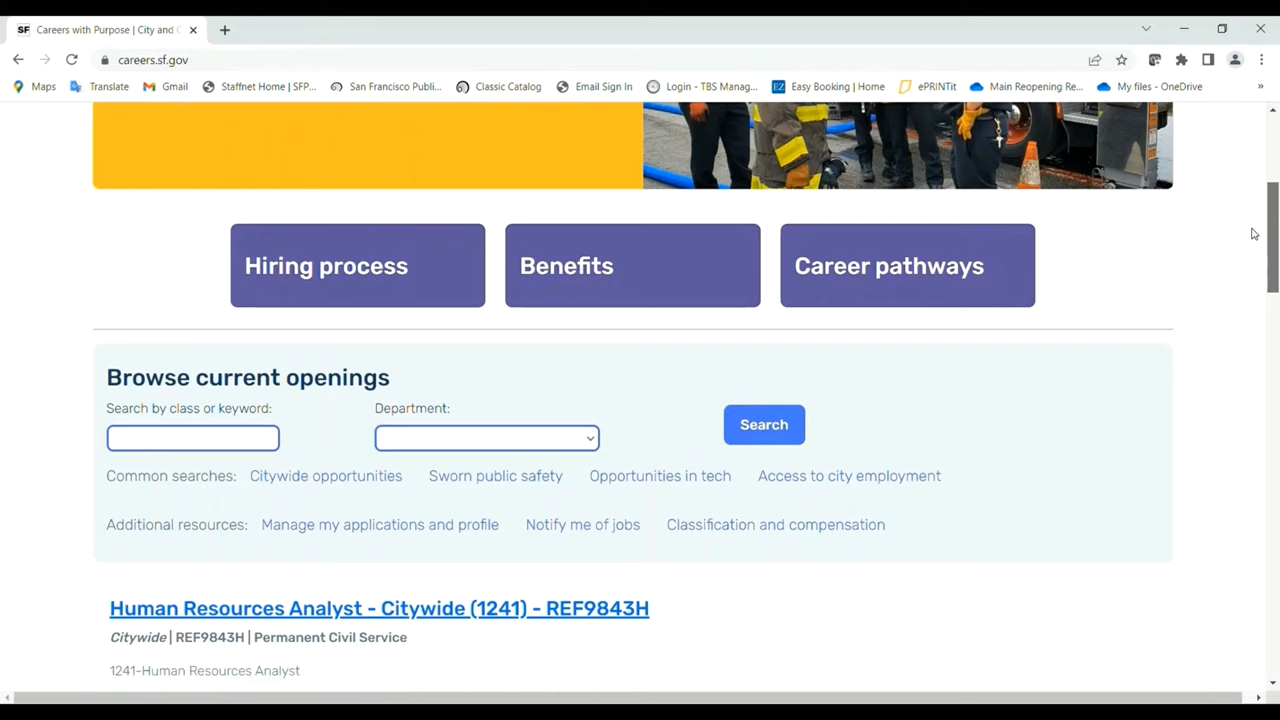 SF Careers with Purpose | City and C
careers.sf.gov
Maps Translate Gmail Staffnet Home | SFP... San Francisco Publi... Classic Catalog Email Sign In Login - TBS Manag... EZ Easy Booking | Home ePRINTit Main Reopening Re... My files - OneDrive »
Hiring process Benefits Career pathways
Browse current openings
Search by class or keyword: Department:
Search
Common searches: Citywide opportunities Sworn public safety Opportunities in tech Access to city employment
Additional resources: Manage my applications and profile Notify me of jobs Classification and compensation
Human Resources Analyst - Citywide (1241) - REF9843H
Citywide | REF9843H | Permanent Civil Service
1241-Human Resources Analyst